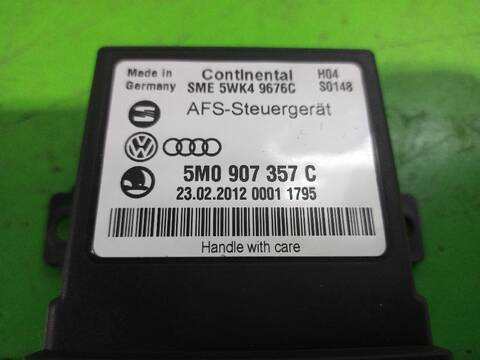 Made in Continental H04
Germany SME 5WK4 9676C S0148
AFS-Steuergerät
5M0 907 357 C
23.02.2012 0001 1795
Handle with care